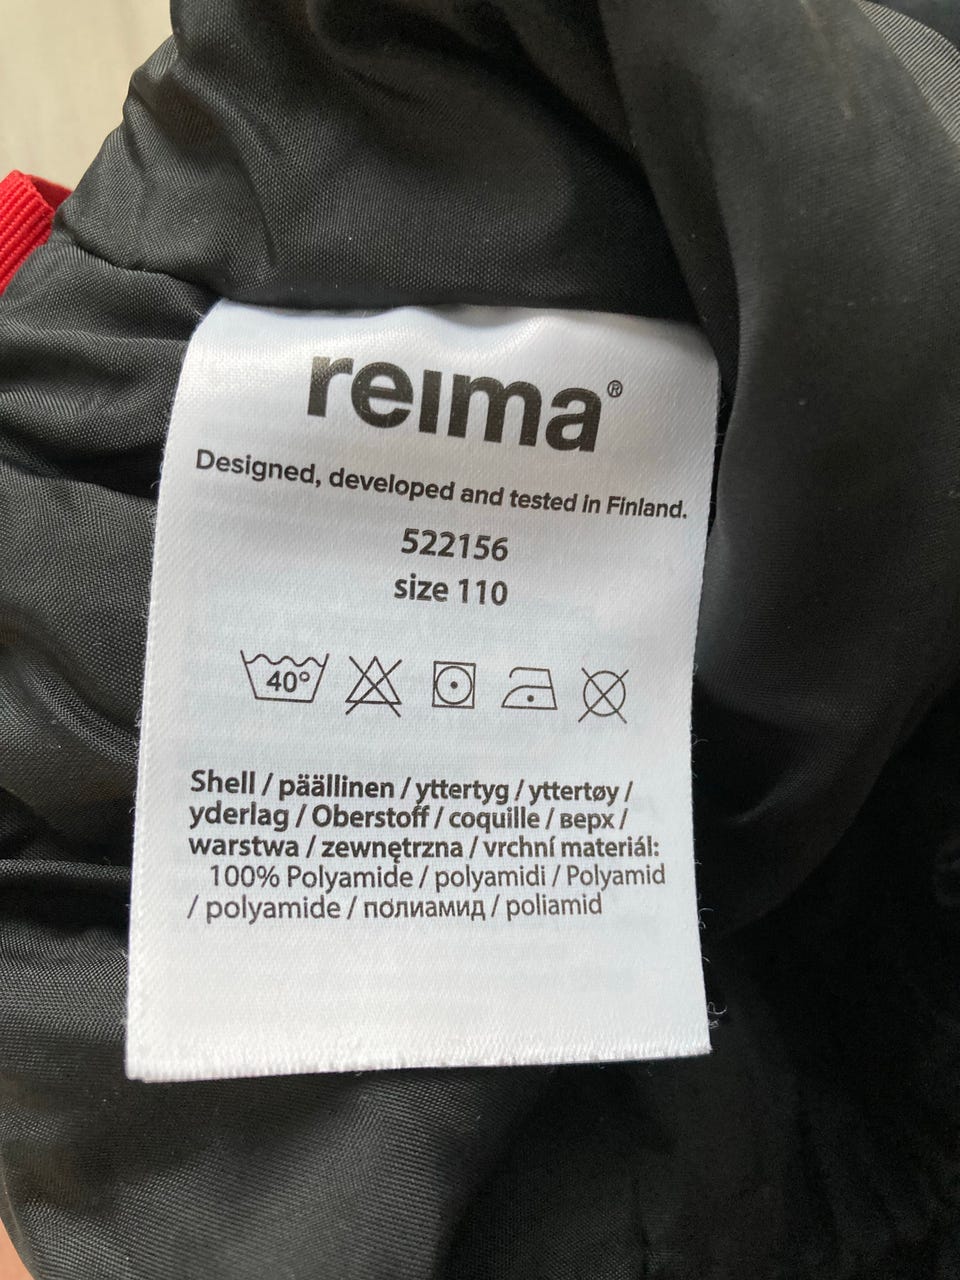 reima®
Designed, developed and tested in Finland.
522156
size 110
40°
Shell / päällinen / yttertyg / yttertøy /
yderlag / Oberstoff / coquille / верх /
warstwa / zewnętrzna / vrchní materiál:
100% Polyamide / polyamidi / Polyamid
/ polyamide / полиамид / poliamid